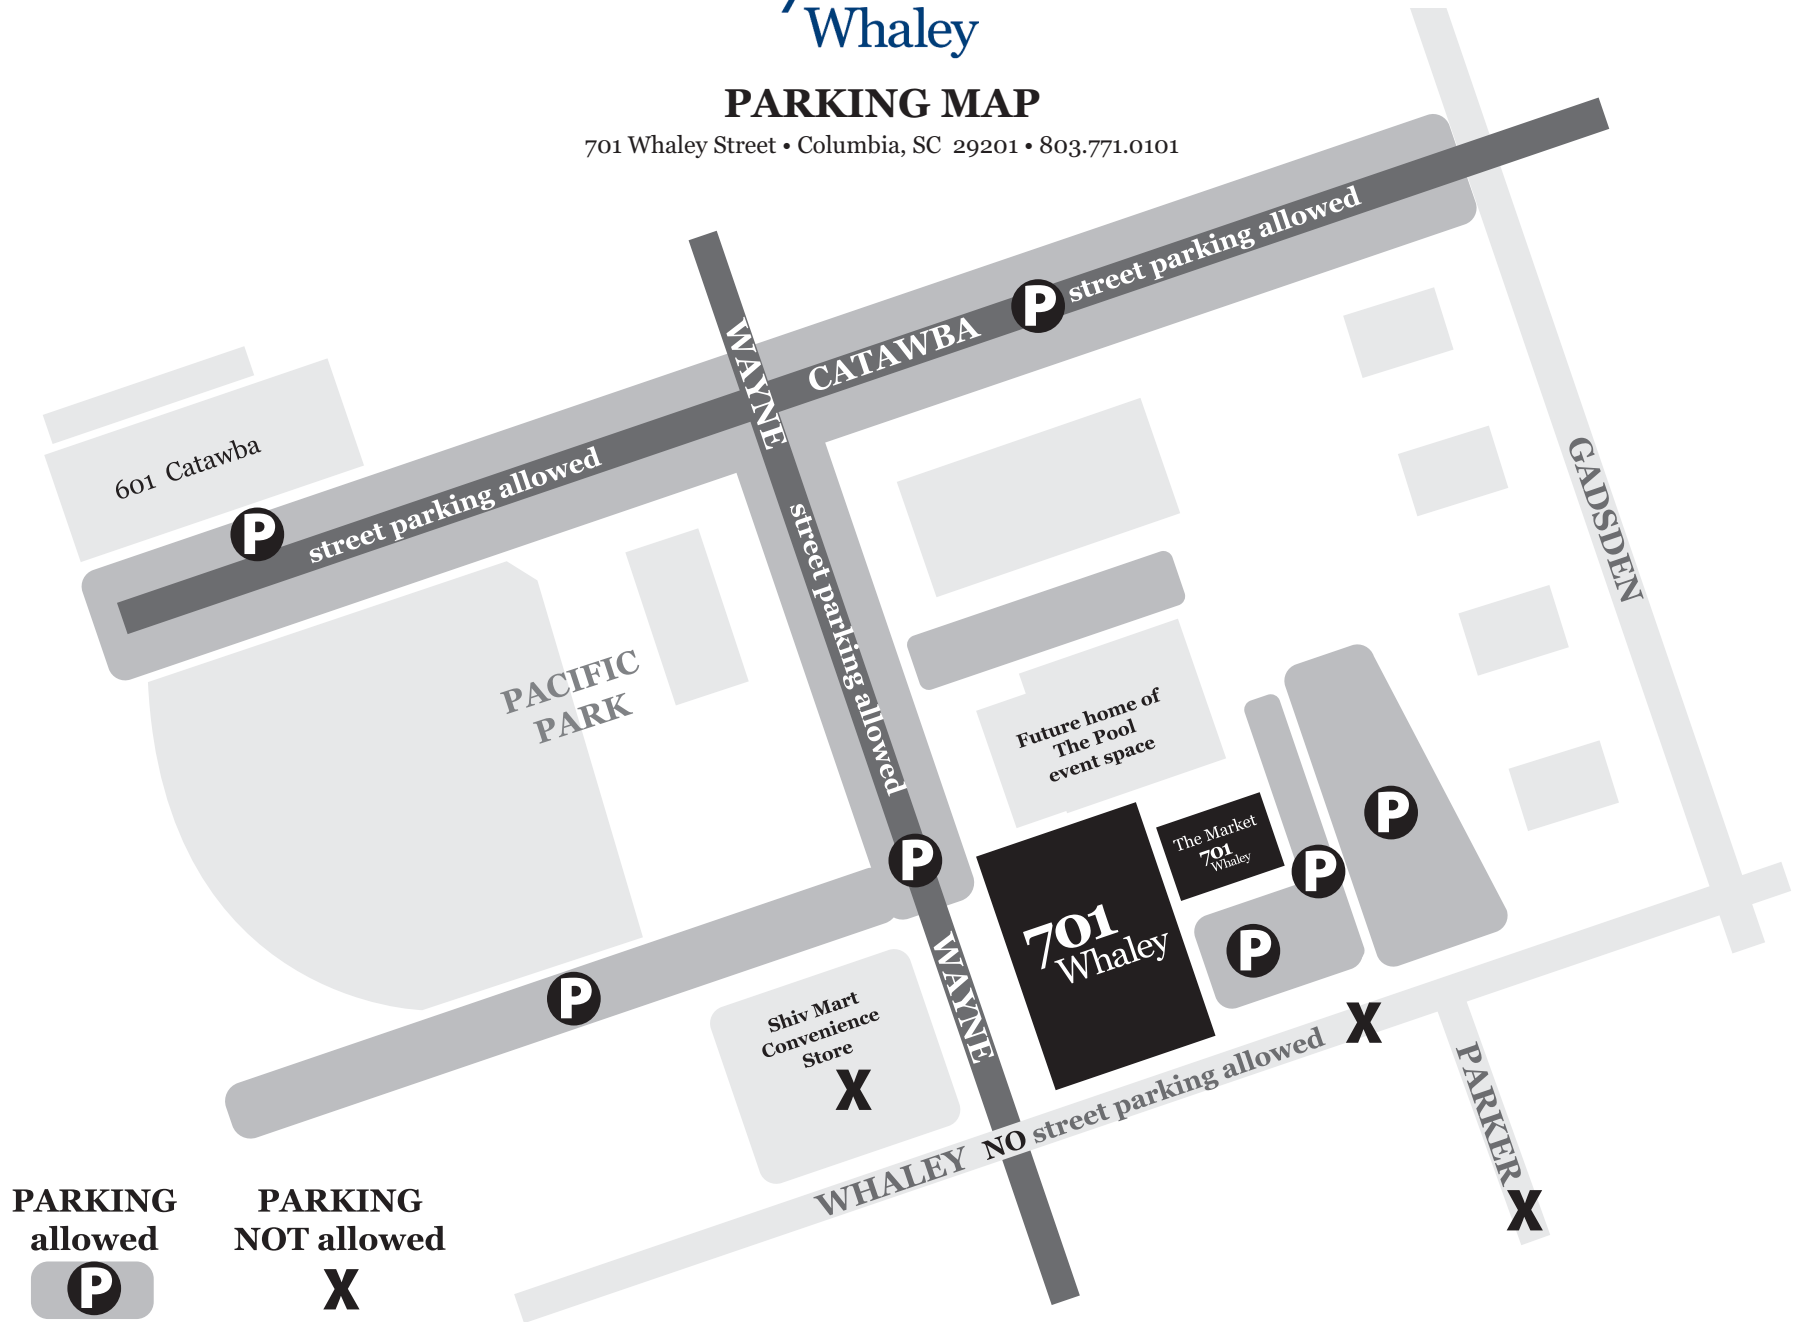 Whaley
PARKING MAP
701 Whaley Street • Columbia, SC 29201 • 803.771.0101
WAYNE
CATAWBA
P
street parking allowed
601 Catawba
P
street parking allowed
street parking allowed
GADSDEN
PACIFIC
PARK
Future home of
The Pool
event space
P
The Market
701
Whaley
P
P
701
Whaley
P
P
WAYNE
Shiv Mart
Convenience
Store
X
X
WHALEY NO street parking allowed
PARKER
X
PARKING
allowed
P
PARKING
NOT allowed
X